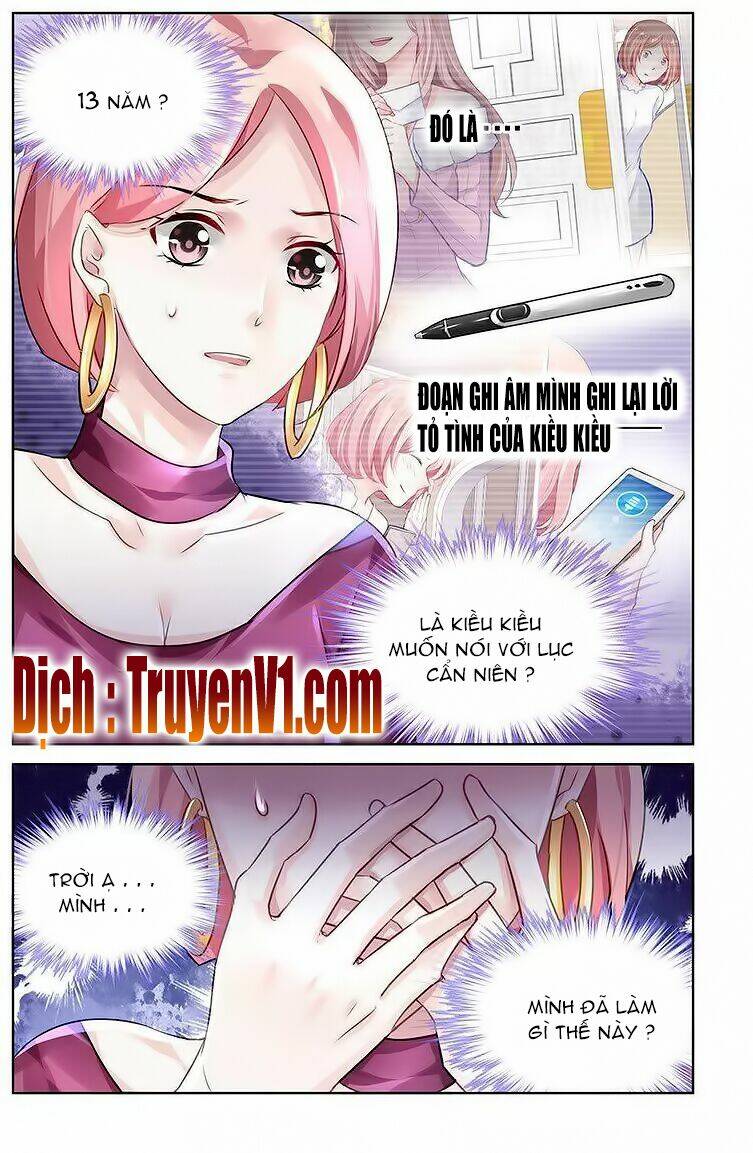 13 NĂM ?
ĐÓ LÀ ....
ĐOẠN GHI ÂM MÌNH GHI LẠI LỜI
TỎ TÌNH CỦA KIỀU KIỀU ——
LÀ KIỀU KIỀU
MUỐN NÓI VỚI LỤC
CẨN NIÊN ?
Dịch : TruyenV1.com
TRỜI Ạ . . .
MÌNH . . .
MÌNH ĐÃ LÀM
GÌ THẾ NÀY ?